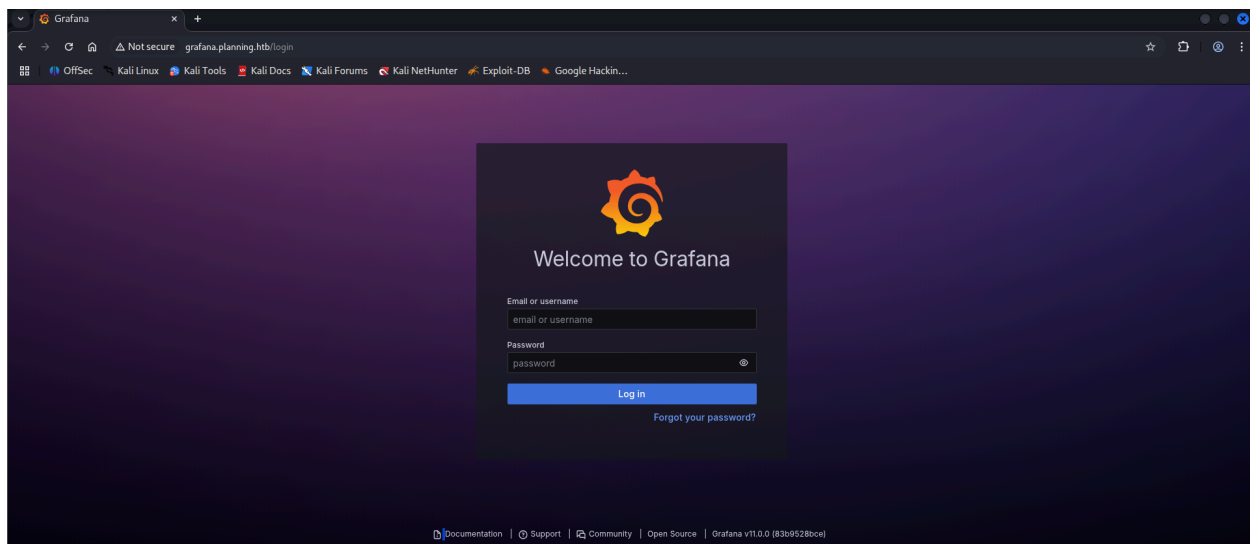 Grafana
Not secure grafana.planning.htb/login
OffSec Kali Linux Kali Tools Kali Docs Kali Forums Kali NetHunter Exploit-DB Google Hackin...
Welcome to Grafana
Email or username
email or username
Password
password
Log in
Forgot your password?
Documentation | Support | Community | Open Source | Grafana v11.0.0 (83b9528bce)